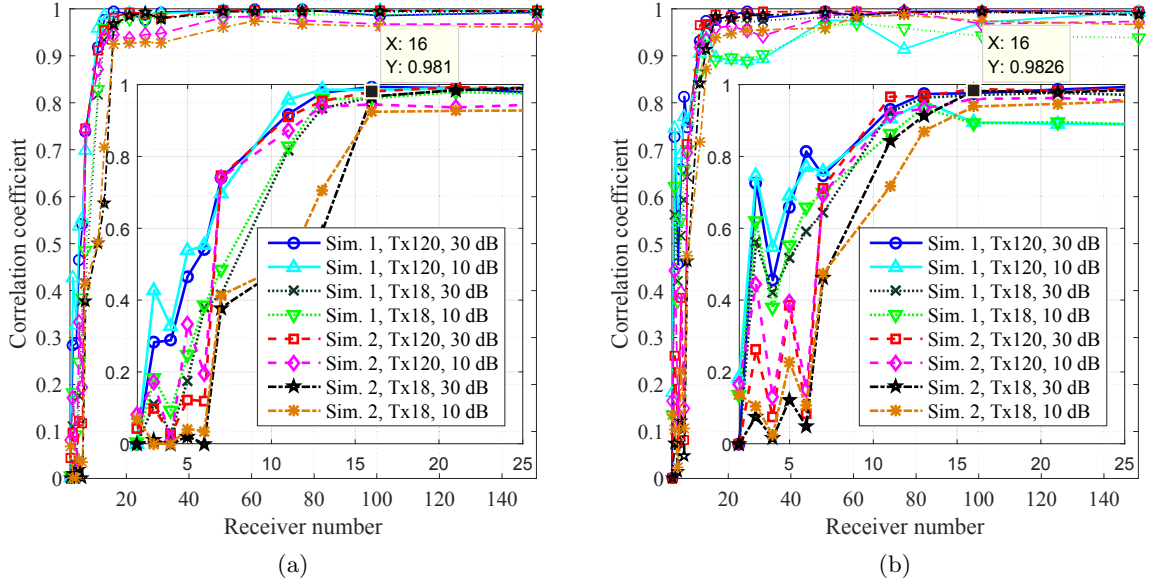 1
0.9
0.8
0.7
0.6
0.5
0.4
0.3
0.2
0.1
0
Correlation coefficient
20 40 60 80 100 120 140
Receiver number
X: 16
Y: 0.981
1
0.8
0.6
0.4
0.2
0
5 10 15 20 25
Sim. 1, Tx120, 30 dB
Sim. 1, Tx120, 10 dB
Sim. 1, Tx18, 30 dB
Sim. 1, Tx18, 10 dB
Sim. 2, Tx120, 30 dB
Sim. 2, Tx120, 10 dB
Sim. 2, Tx18, 30 dB
Sim. 2, Tx18, 10 dB
(a)
1
0.9
0.8
0.7
0.6
0.5
0.4
0.3
0.2
0.1
0
Correlation coefficient
20 40 60 80 100 120 140
Receiver number
X: 16
Y: 0.9826
1
0.8
0.6
0.4
0.2
0
5 10 15 20 25
Sim. 1, Tx120, 30 dB
Sim. 1, Tx120, 10 dB
Sim. 1, Tx18, 30 dB
Sim. 1, Tx18, 10 dB
Sim. 2, Tx120, 30 dB
Sim. 2, Tx120, 10 dB
Sim. 2, Tx18, 30 dB
Sim. 2, Tx18, 10 dB
(b)